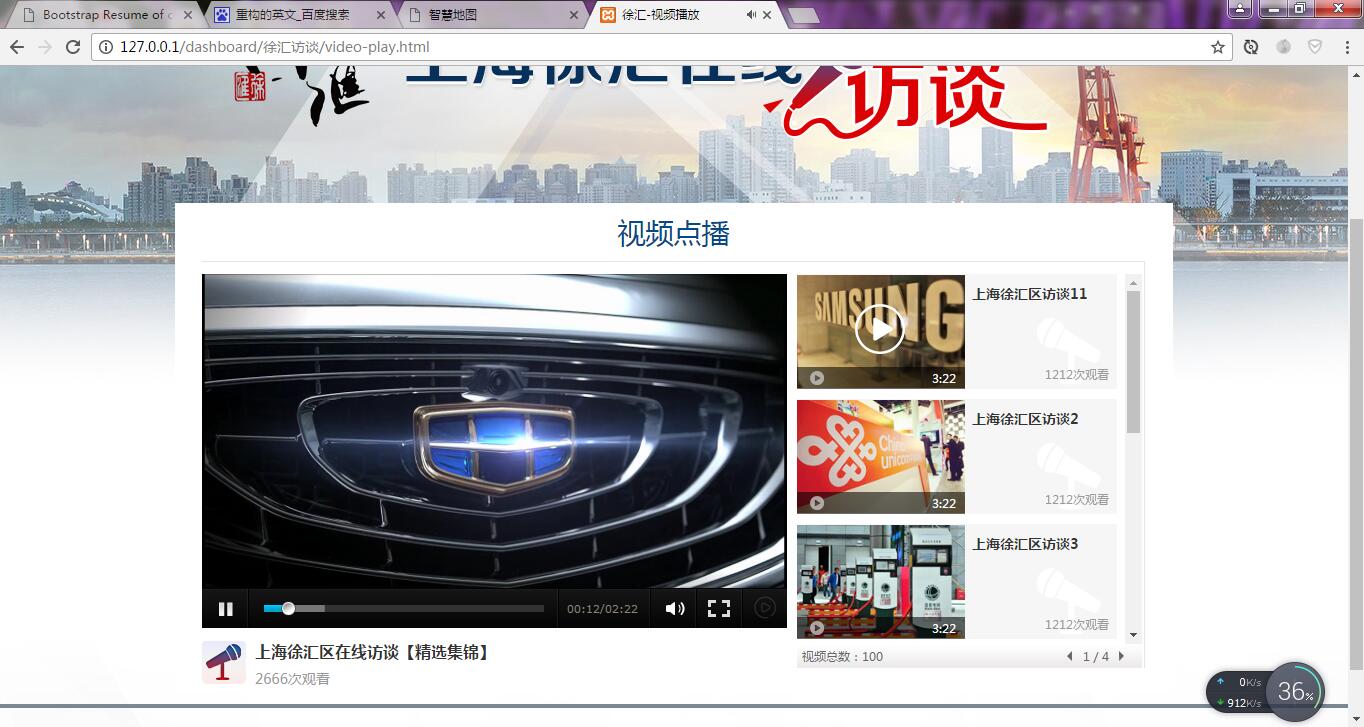 Bootstrap Resume of c
重构的英文_百度搜索
智慧地图
徐汇-视频播放
127.0.0.1/dashboard/徐汇访谈/video-play.html
上海徐汇在线访谈
视频点播
SAMSUNG
3:22
上海徐汇区访谈11
1212次观看
China
unicom
3:22
上海徐汇区访谈2
1212次观看
3:22
上海徐汇区访谈3
1212次观看
00:12/02:22
上海徐汇区在线访谈【精选集锦】
2666次观看
视频总数：100
1 / 4
0K/s
912K/s
36%